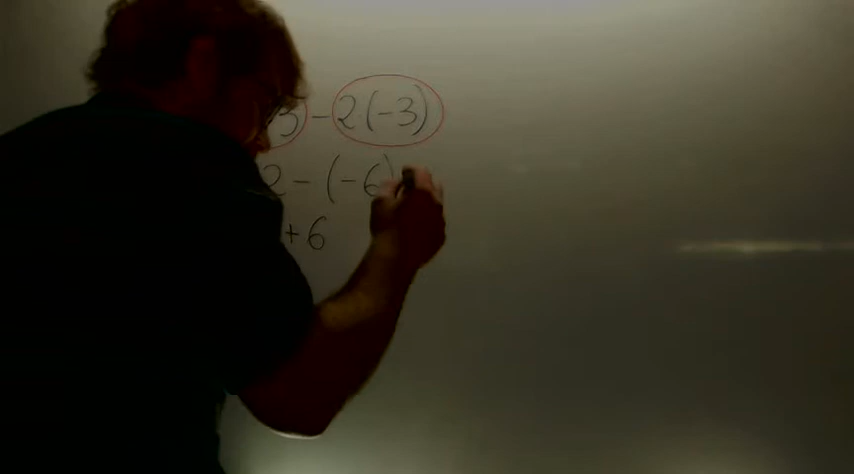 3 - 2(-3)
2 - (-6)
+ 6